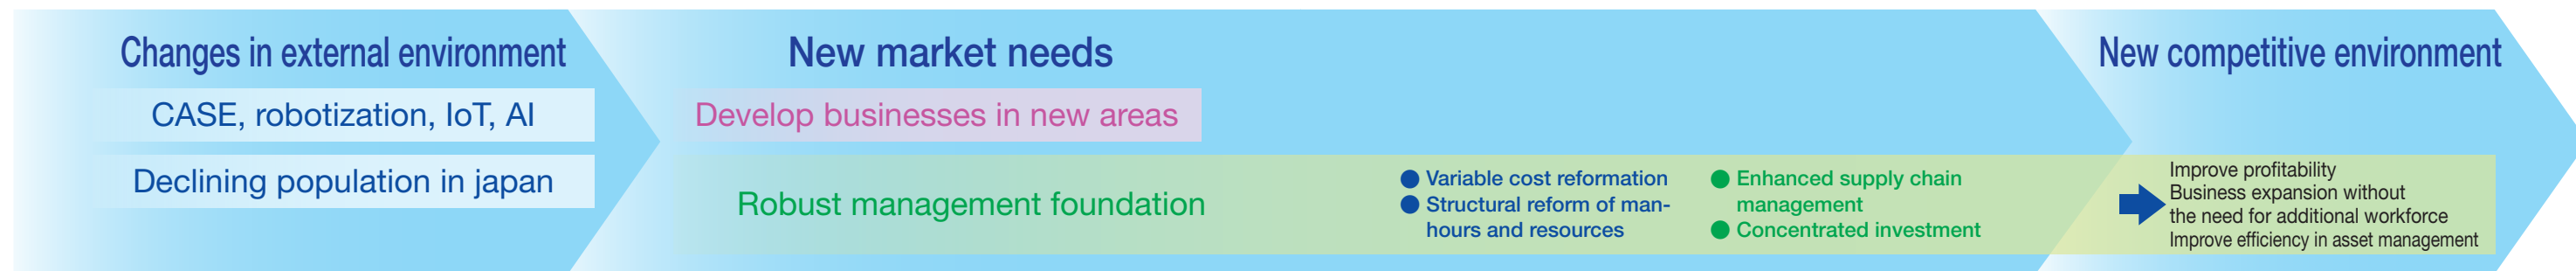 Changes in external environment
CASE, robotization, IoT, AI
Declining population in japan
New market needs
Develop businesses in new areas
Robust management foundation
● Variable cost reformation
● Structural reform of man-
hours and resources
● Enhanced supply chain
management
● Concentrated investment
New competitive environment
Improve profitability
Business expansion without
the need for additional workforce
Improve efficiency in asset management